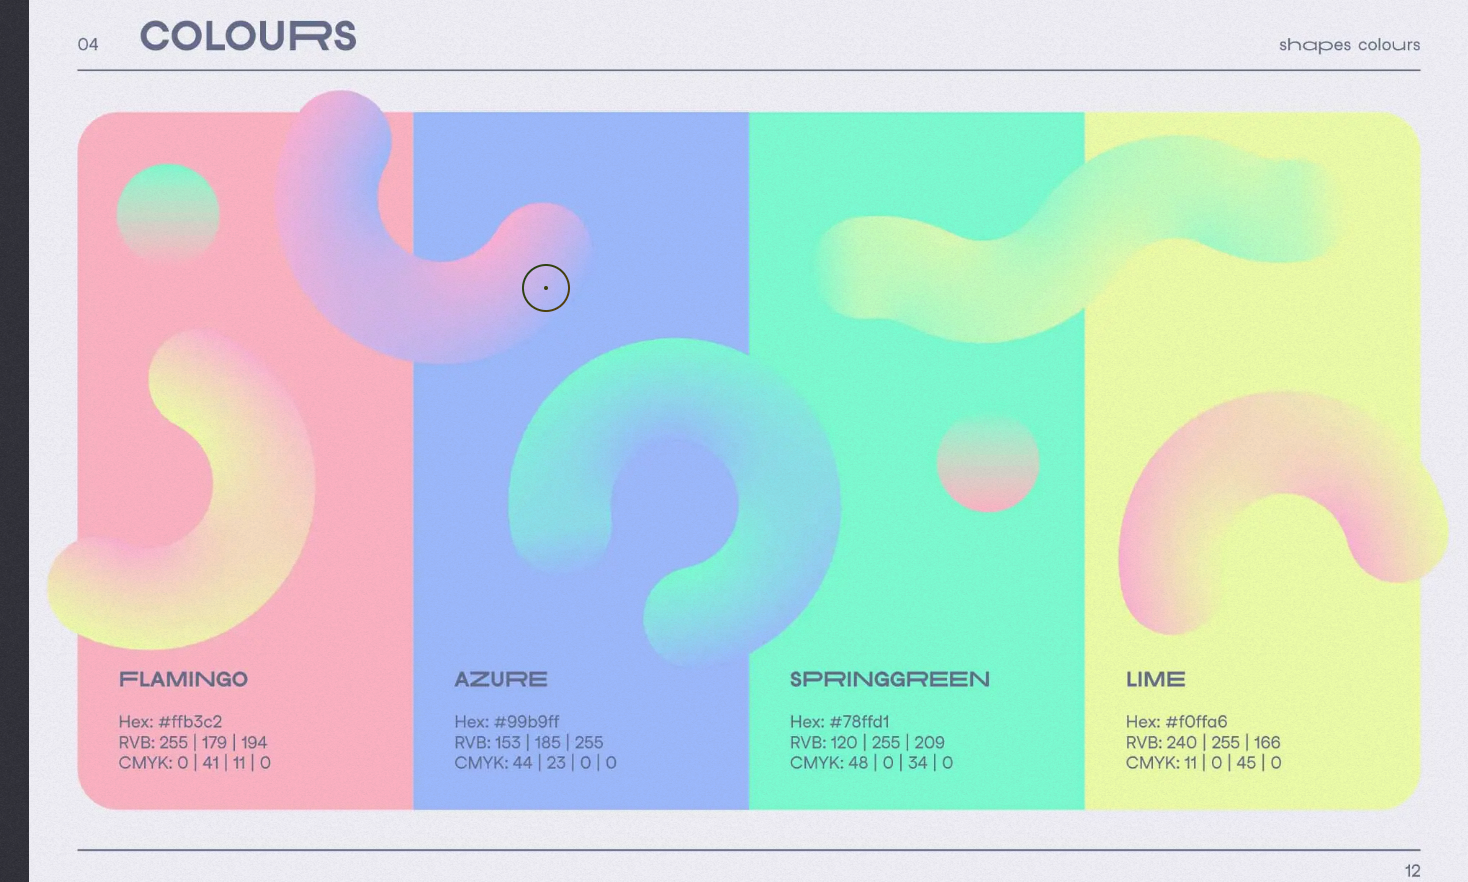 04 COLOURS shapes colours
FLAMINGO
Hex: #ffb3c2
RVB: 255 | 179 | 194
CMYK: 0 | 41 | 11 | 0
AZURE
Hex: #99b9ff
RVB: 153 | 185 | 255
CMYK: 44 | 23 | 0 | 0
SPRINGGREEN
Hex: #78ffd1
RVB: 120 | 255 | 209
CMYK: 48 | 0 | 34 | 0
LIME
Hex: #f0ffa6
RVB: 240 | 255 | 166
CMYK: 11 | 0 | 45 | 0
12